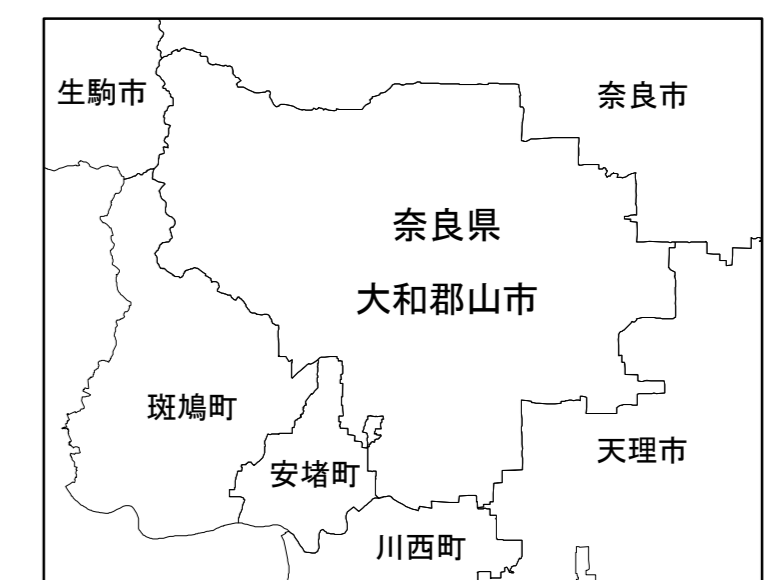 生駒市
奈良市
奈良県
大和郡山市
斑鳩町
天理市
安堵町
川西町